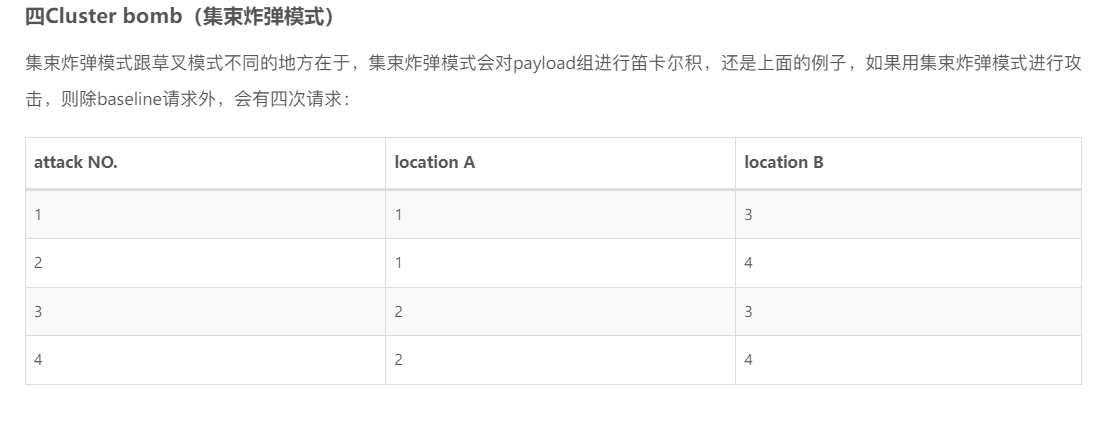 四Cluster bomb（集束炸弹模式）
集束炸弹模式跟草叉模式不同的地方在于，集束炸弹模式会对payload组进行笛卡尔积，还是上面的例子，如果用集束炸弹模式进行攻
击，则除baseline请求外，会有四次请求：
attack NO. location A location B
1 1 3
2 1 4
3 2 3
4 2 4